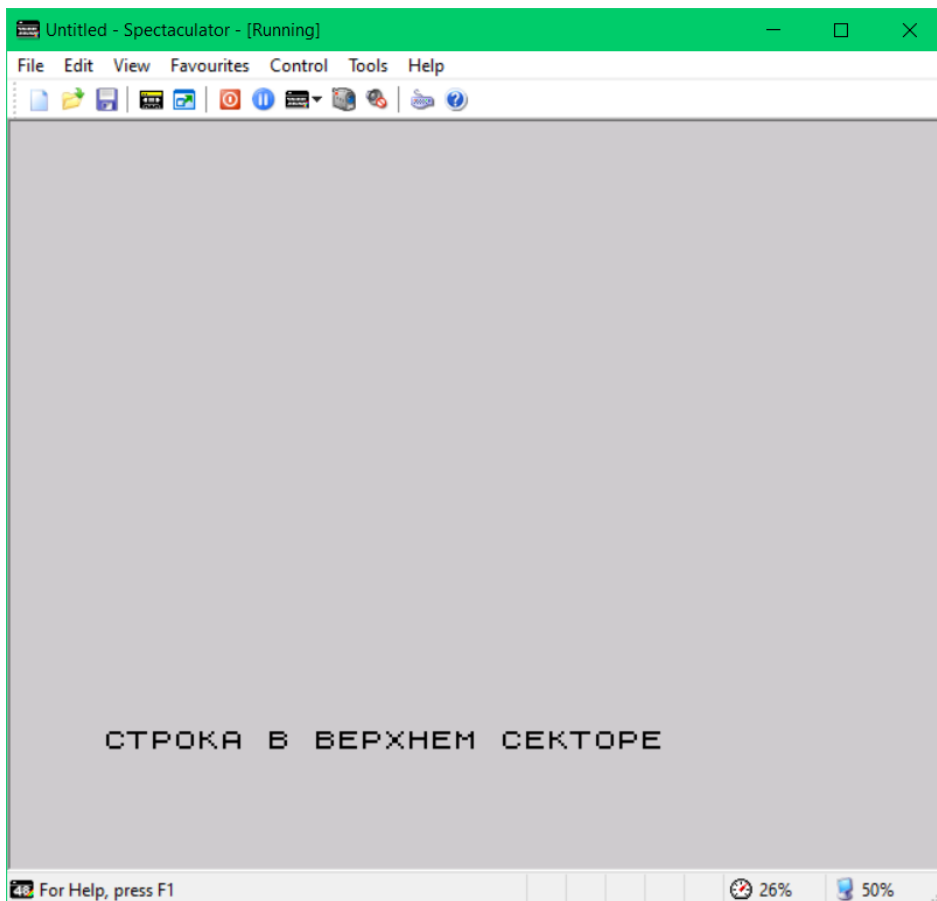 Untitled - Spectaculator - [Running]
File Edit View Favourites Control Tools Help
СТРОКА В ВЕРХНЕМ СЕКТОРЕ
48 For Help, press F1 26% 50%